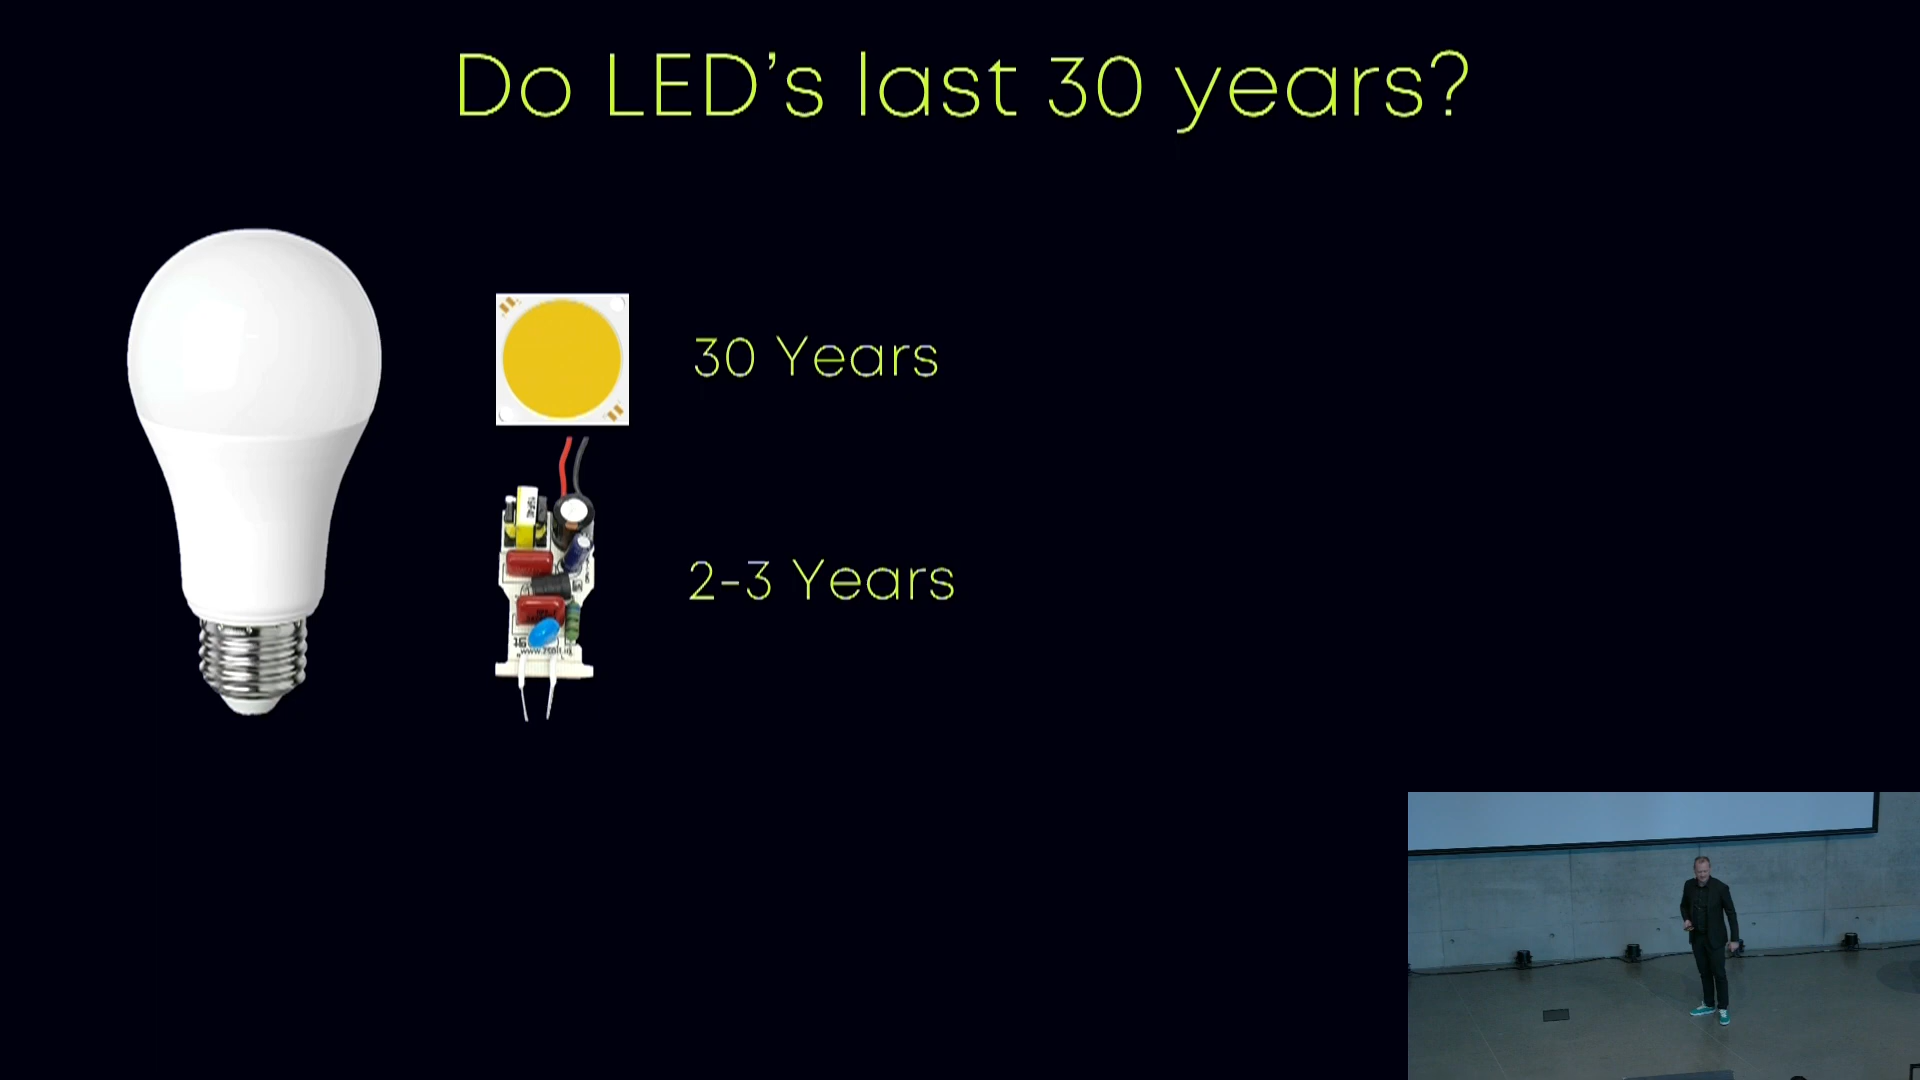 Do LED’s last 30 years?
30 Years
2-3 Years